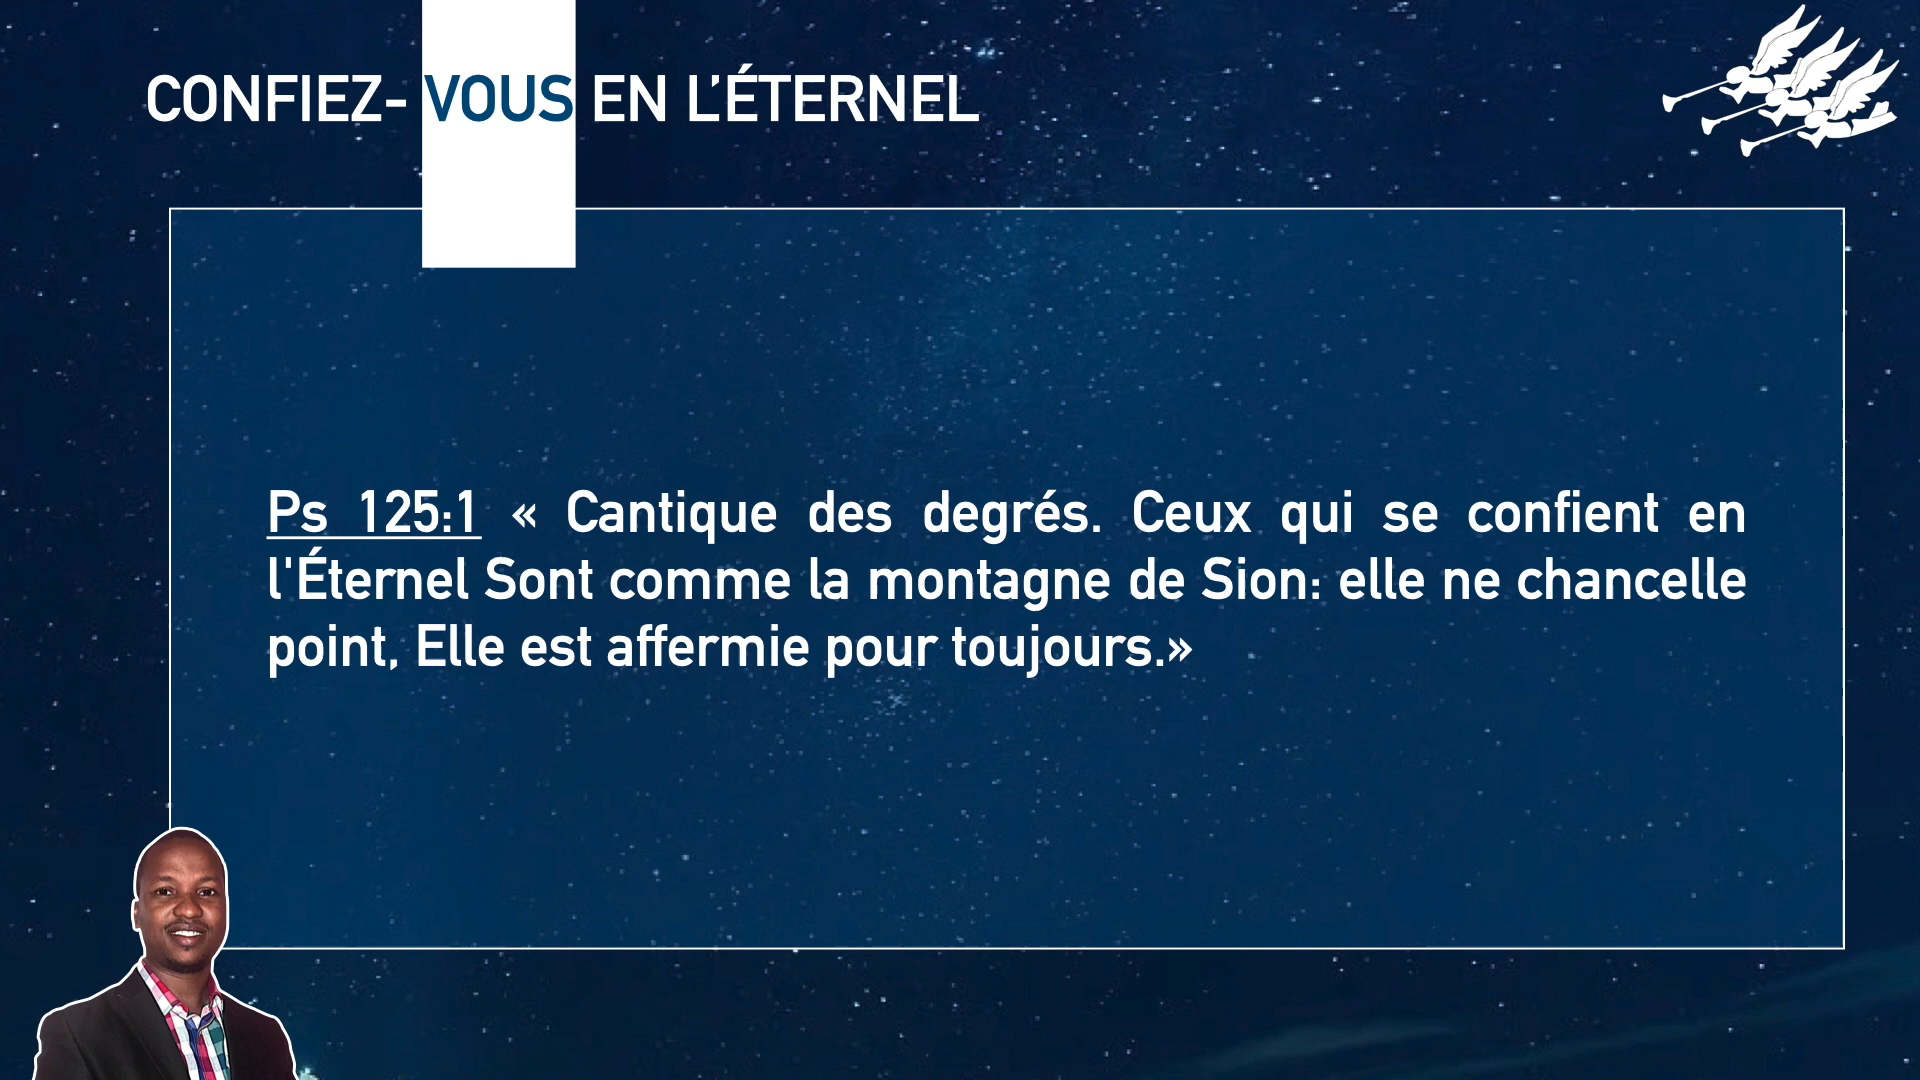 CONFIEZ- VOUS EN L’ÉTERNEL
Ps 125:1 « Cantique des degrés. Ceux qui se confient en
l'Éternel Sont comme la montagne de Sion: elle ne chancelle
point, Elle est affermie pour toujours.»